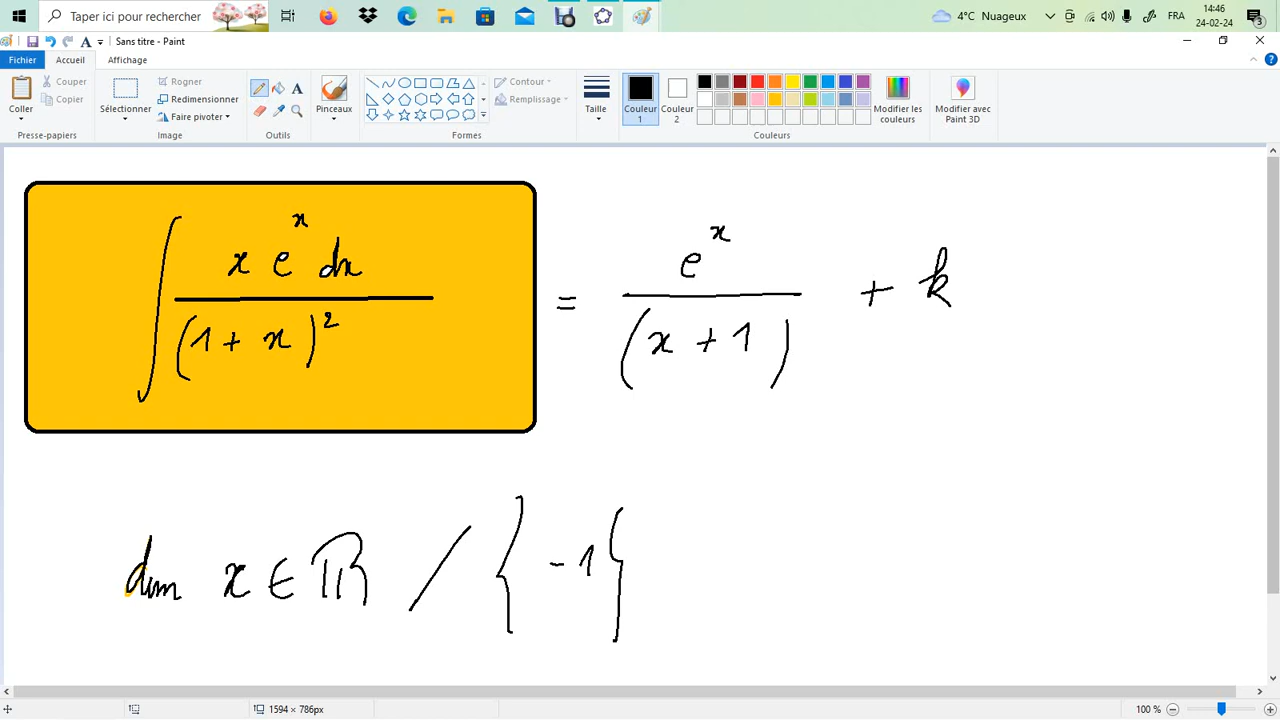 Taper ici pour rechercher
4°C Nuageux
FRA
14:46
24-02-24
3
Sans titre - Paint
Fichier Accueil Affichage
Coller
Couper
Copier
Presse-papiers
Sélectionner
Rogner
Redimensionner
Faire pivoter
Image
A
Outils
Pinceaux
Contour
Remplissage
Formes
Taille
Couleur 1
Couleur 2
Modifier les couleurs
Couleurs
Modifier avec Paint 3D
∫ x e^x dx / (1 + x)^2 = e^x / (x + 1) + k
dom x ∈ ℝ / { -1 }
1594 × 786px
100 %